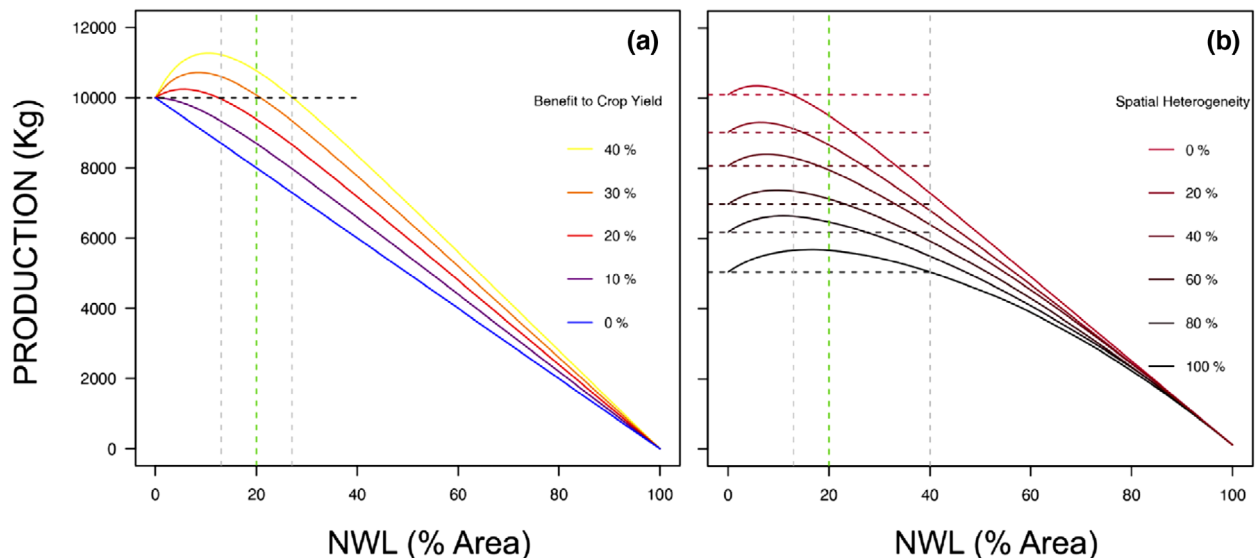 (a)
(b)
PRODUCTION (Kg)
12000
10000
8000
6000
4000
2000
0
Benefit to Crop Yield
40 %
30 %
20 %
10 %
0 %
Spatial Heterogeneity
0 %
20 %
40 %
60 %
80 %
100 %
0 20 40 60 80 100
0 20 40 60 80 100
NWL (% Area)
NWL (% Area)